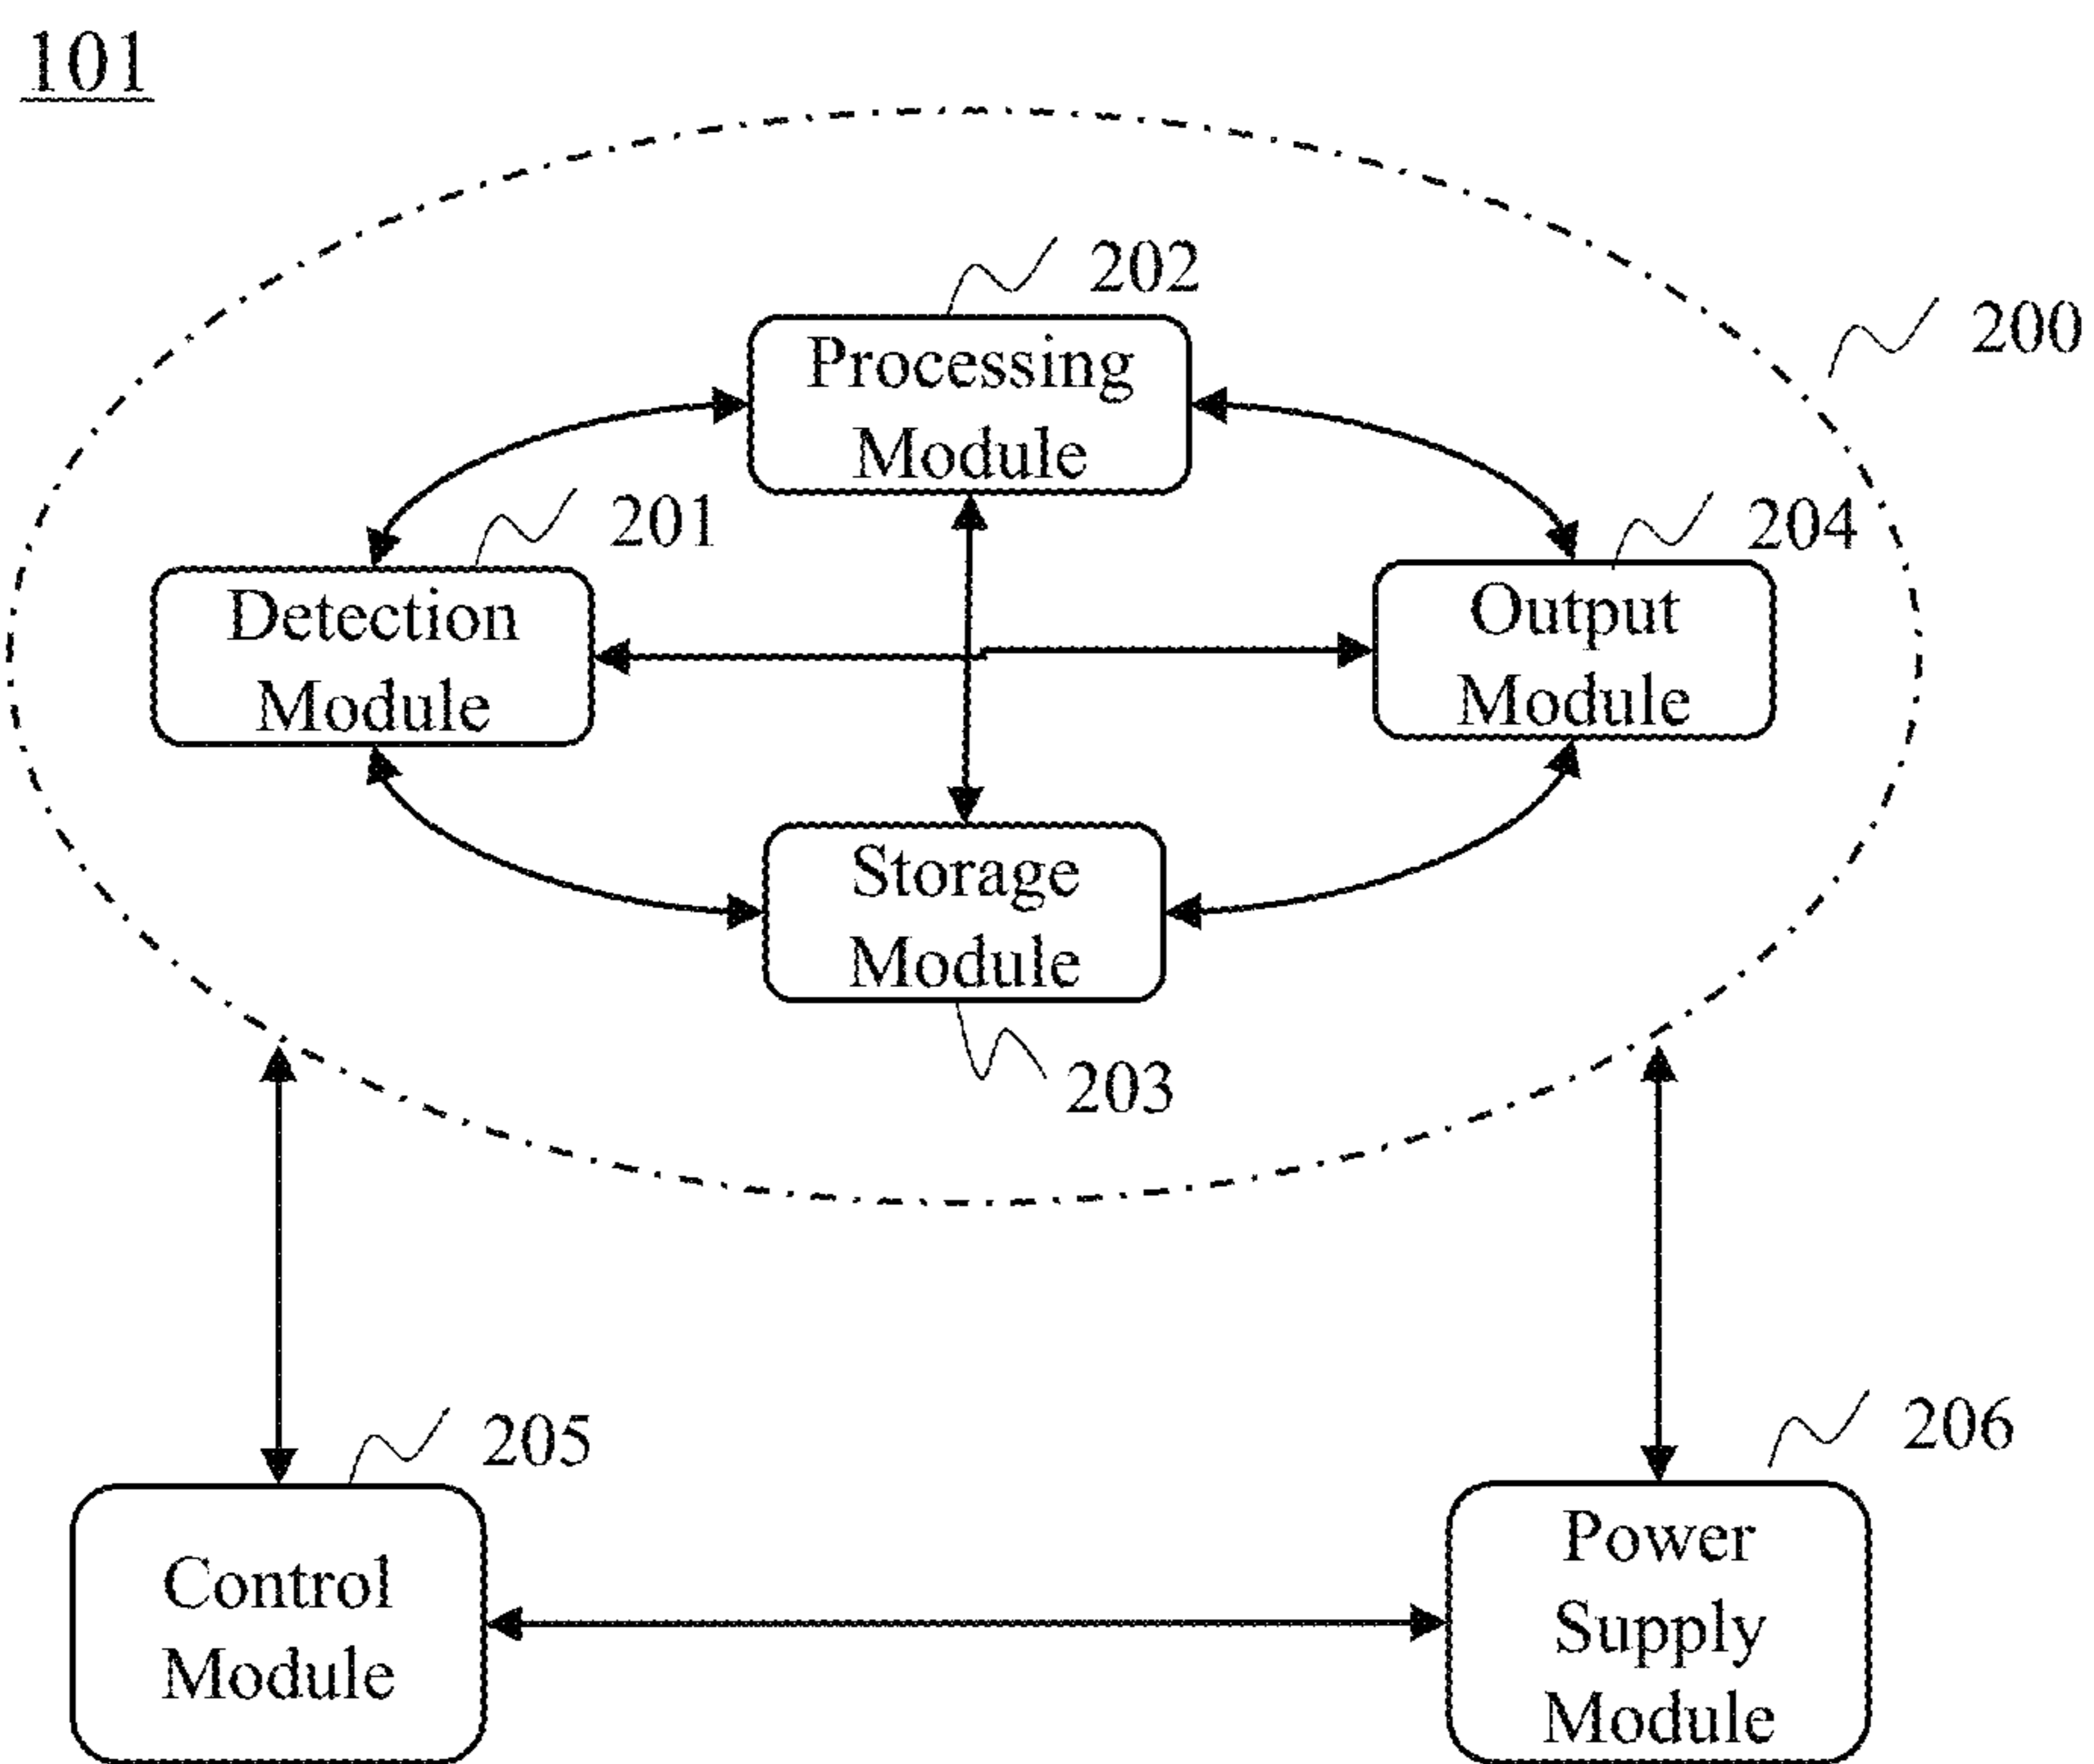 101
202
Processing
Module
200
201
Detection
Module
204
Output
Module
Storage
Module
203
205
Control
Module
206
Power
Supply
Module